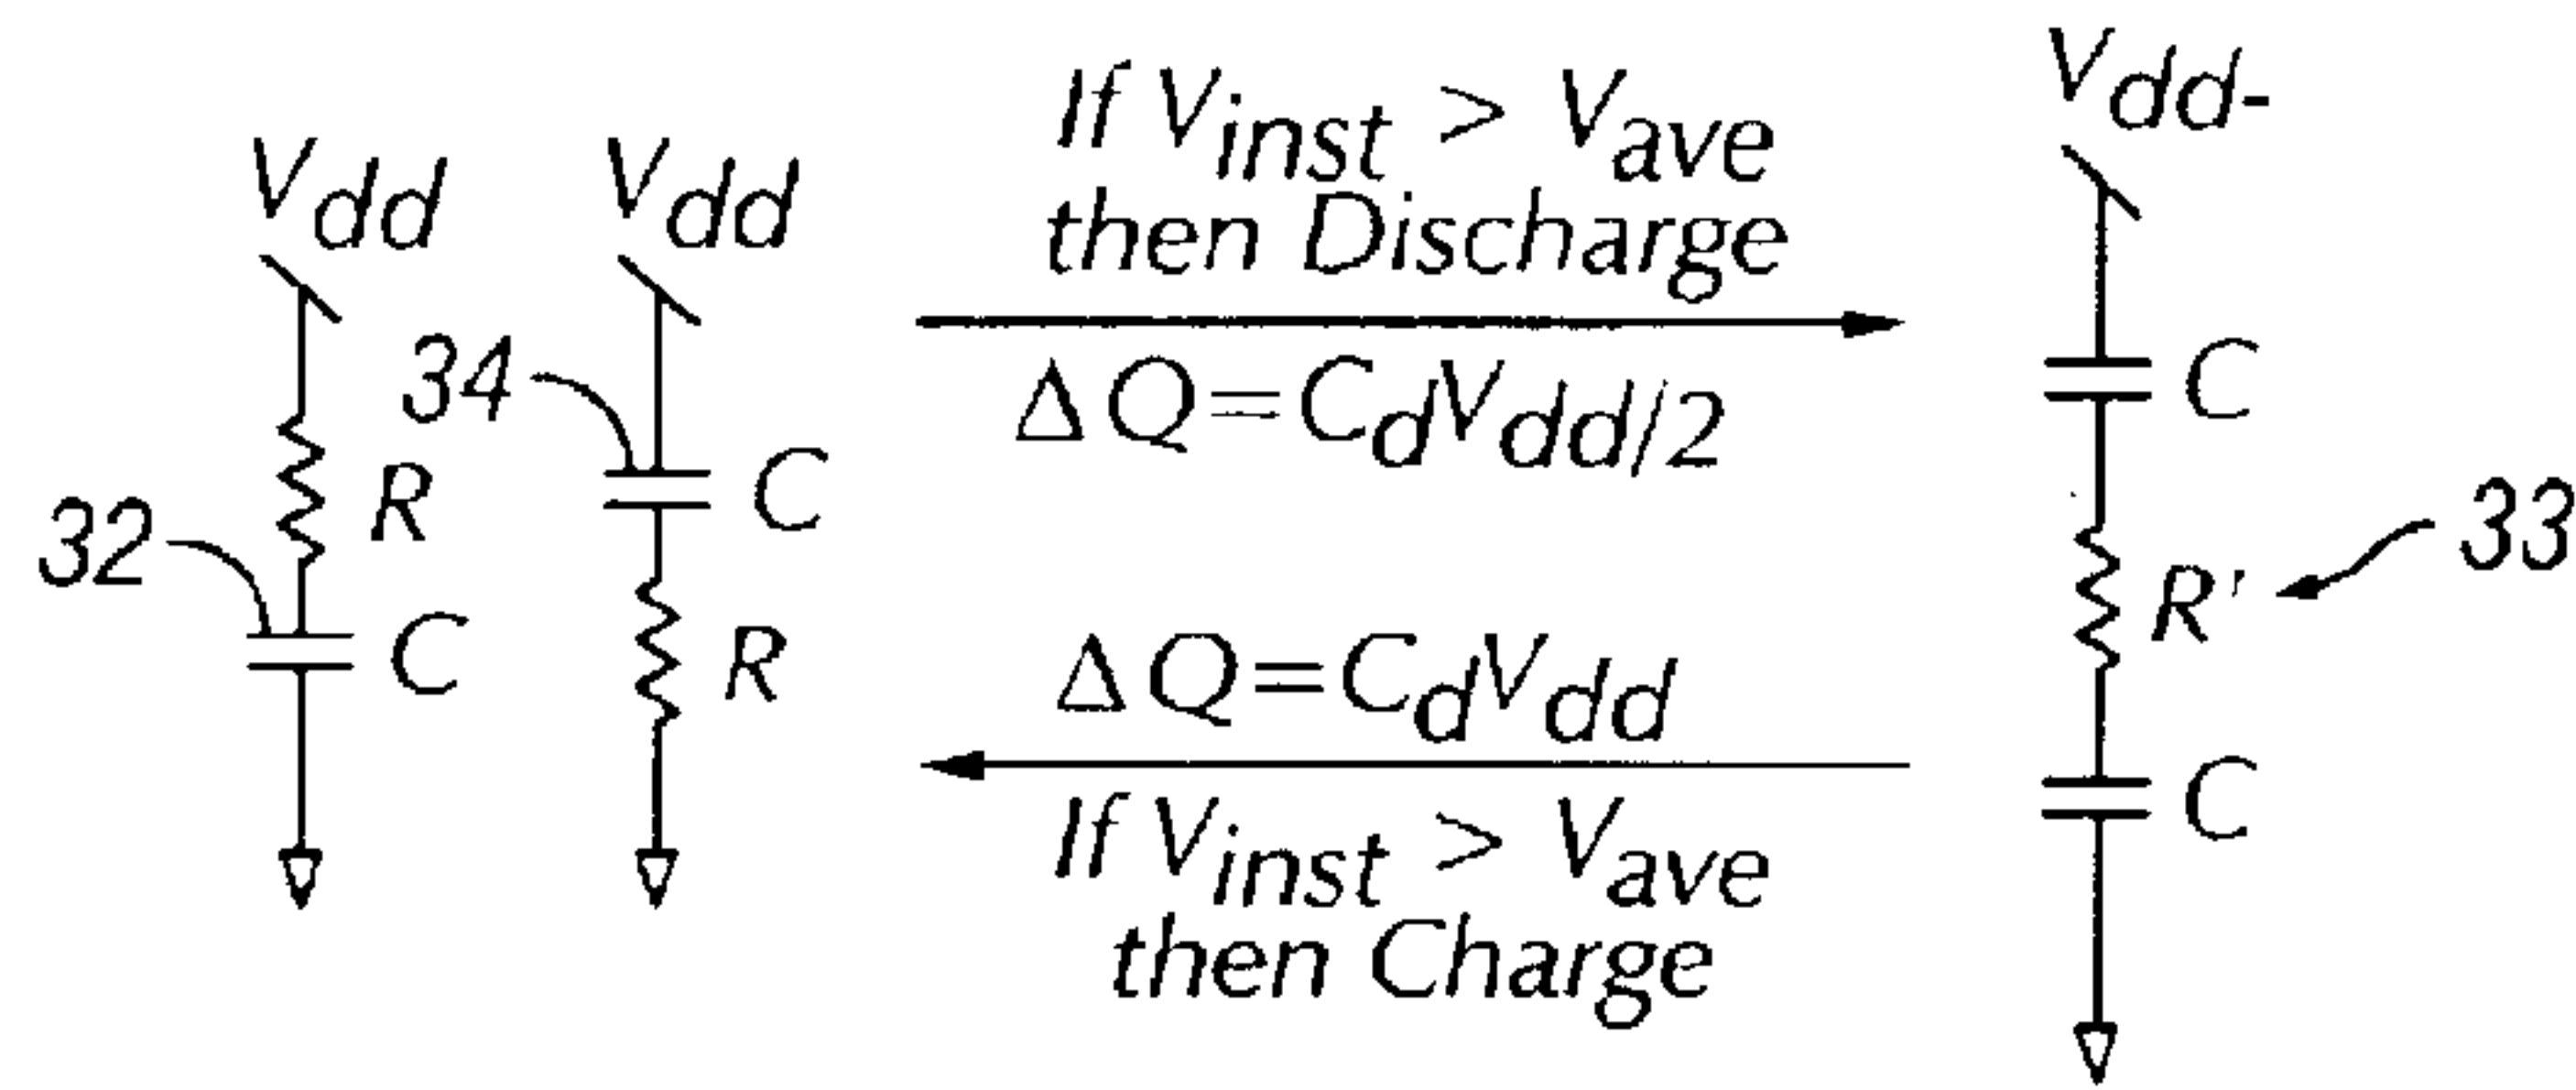 Vdd
Vdd
32
34
R
C
C
R
If Vinst > Vave
then Discharge
ΔQ=CdVdd/2
ΔQ=CdVdd
If Vinst > Vave
then Charge
Vdd-
C
R'
33
C